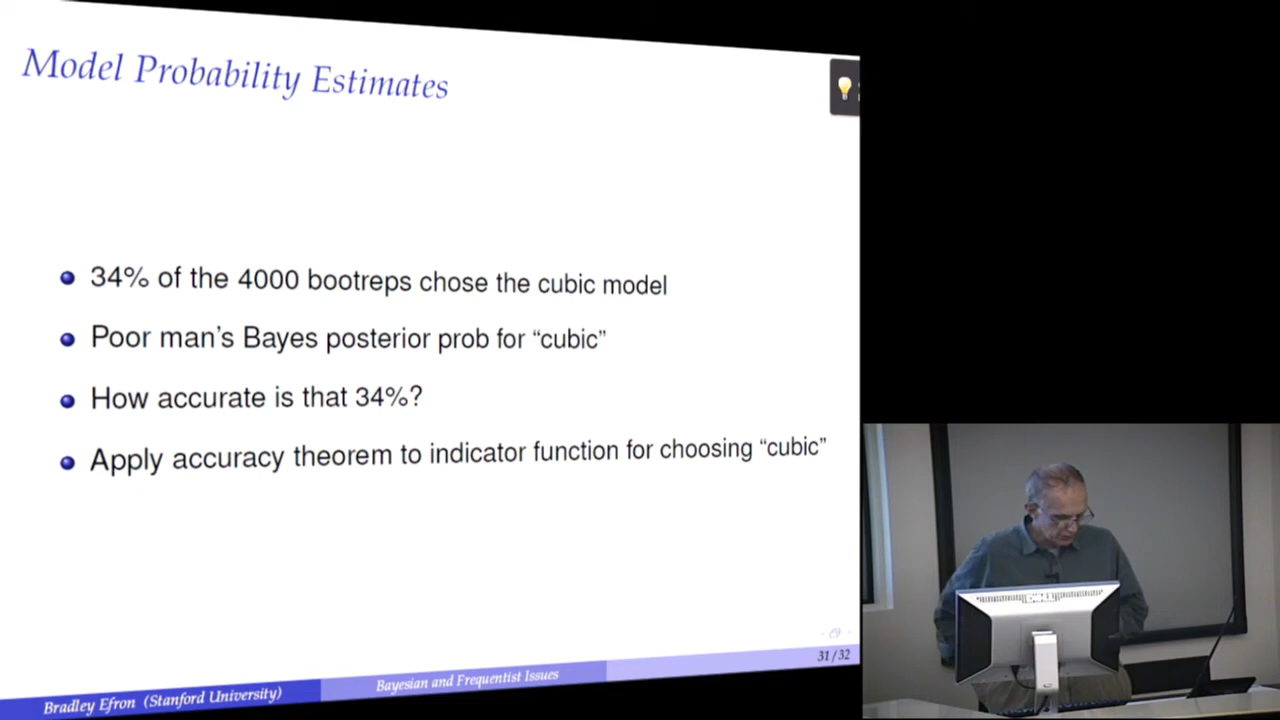 Model Probability Estimates
34% of the 4000 bootreps chose the cubic model
Poor man's Bayes posterior prob for “cubic”
How accurate is that 34%?
Apply accuracy theorem to indicator function for choosing “cubic”
31 / 32
Bradley Efron (Stanford University)
Bayesian and Frequentist Issues